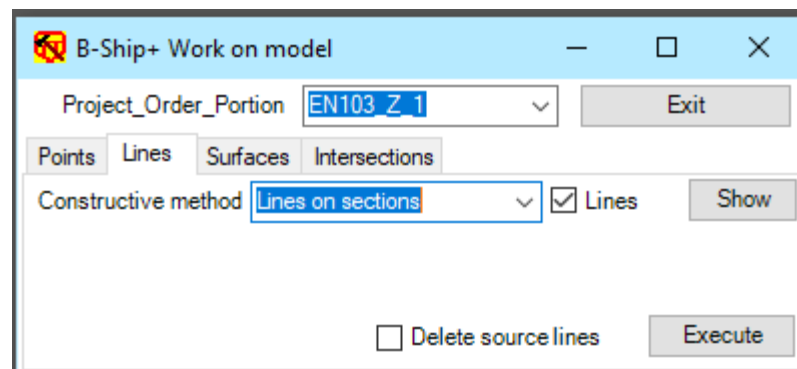 B-Ship+ Work on model
Project_Order_Portion EN103_Z_1 Exit
Points Lines Surfaces Intersections
Constructive method Lines on sections Lines Show
Delete source lines Execute